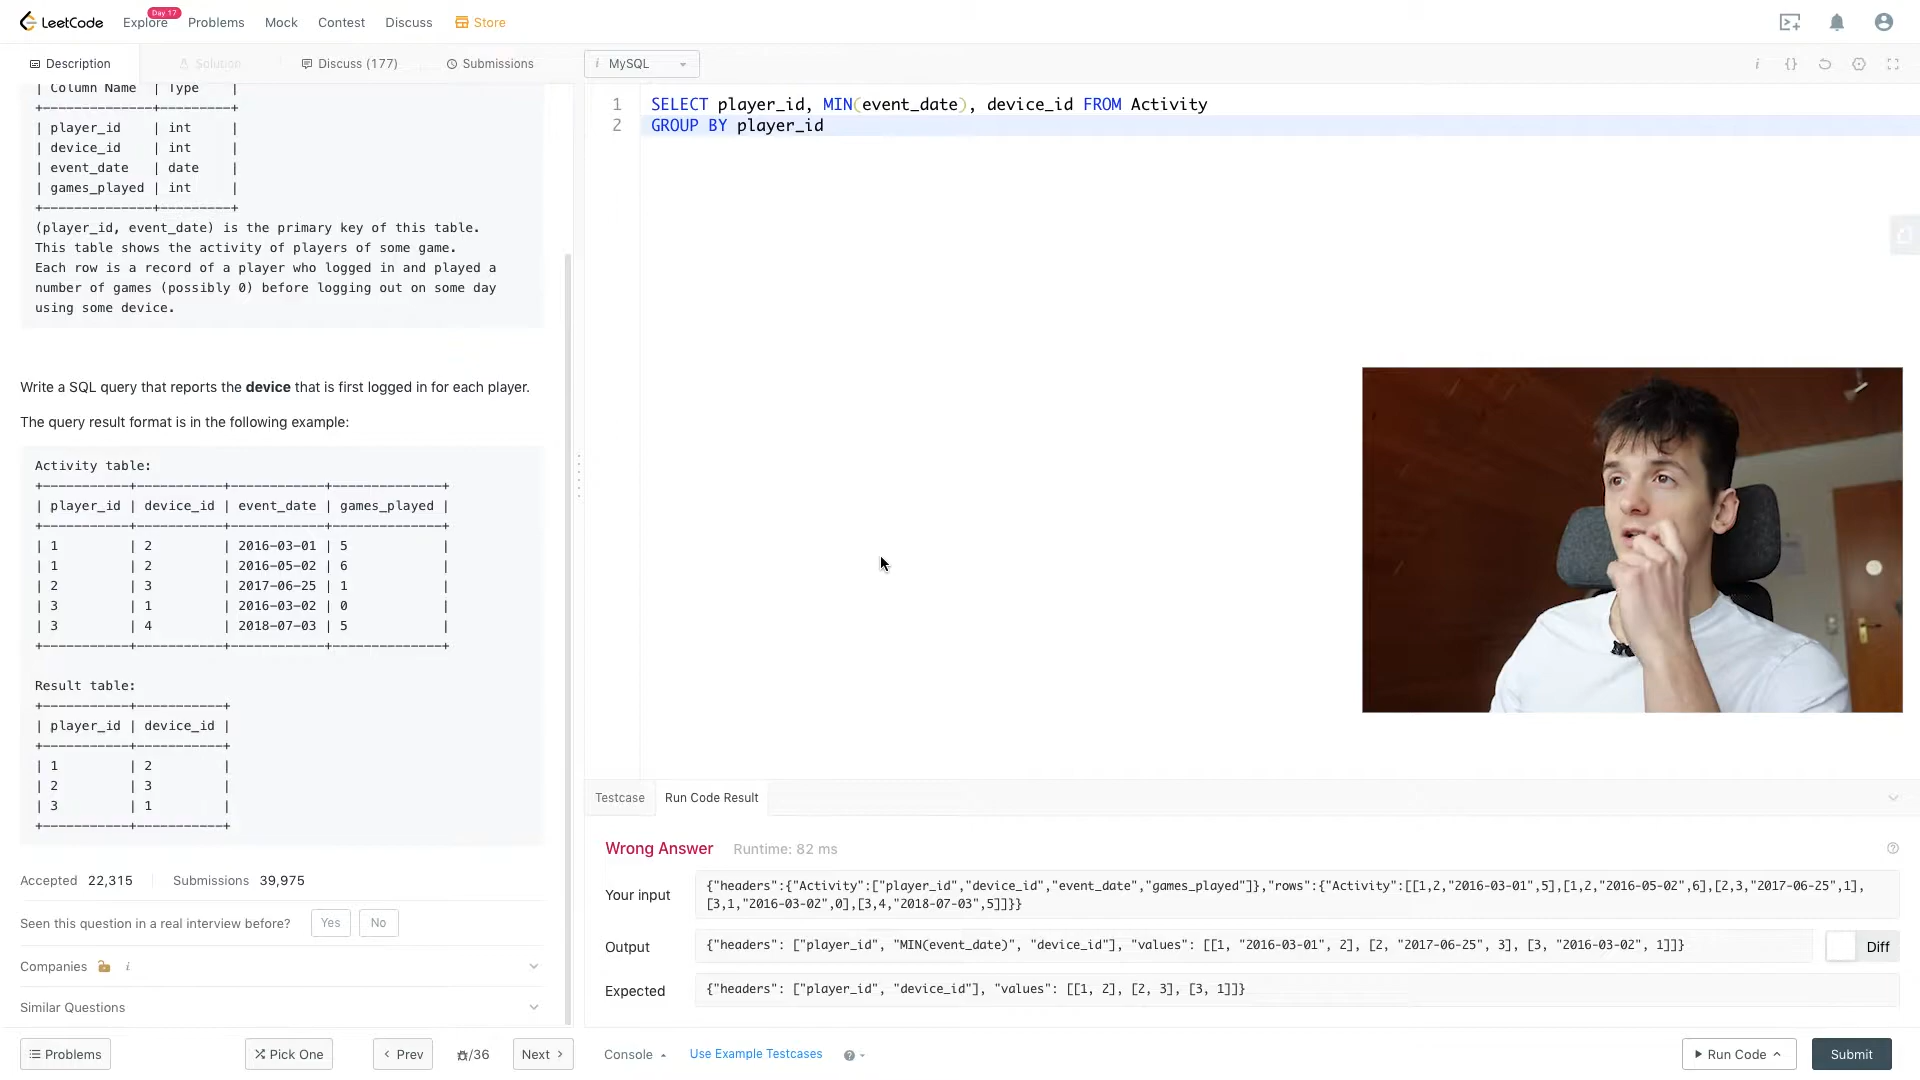 LeetCode
Explore
Day 17
Problems
Mock
Contest
Discuss
Store
Description
Solution
Discuss (177)
Submissions
i MySQL
i {}
| Column Name | Type |
+--------------+---------+
| player_id | int |
| device_id | int |
| event_date | date |
| games_played | int |
+--------------+---------+
(player_id, event_date) is the primary key of this table.
This table shows the activity of players of some game.
Each row is a record of a player who logged in and played a
number of games (possibly 0) before logging out on some day
using some device.
Write a SQL query that reports the device that is first logged in for each player.
The query result format is in the following example:
Activity table:
+-----------+-----------+------------+--------------+
| player_id | device_id | event_date | games_played |
+-----------+-----------+------------+--------------+
| 1 | 2 | 2016-03-01 | 5 |
| 1 | 2 | 2016-05-02 | 6 |
| 2 | 3 | 2017-06-25 | 1 |
| 3 | 1 | 2016-03-02 | 0 |
| 3 | 4 | 2018-07-03 | 5 |
+-----------+-----------+------------+--------------+
Result table:
+-----------+-----------+
| player_id | device_id |
+-----------+-----------+
| 1 | 2 |
| 2 | 3 |
| 3 | 1 |
+-----------+-----------+
Accepted 22,315
Submissions 39,975
Seen this question in a real interview before? Yes No
Companies i
Similar Questions
Problems
Pick One
< Prev
/36
Next >
1 SELECT player_id, MIN(event_date), device_id FROM Activity
2 GROUP BY player_id
Testcase
Run Code Result
Wrong Answer Runtime: 82 ms
Your input
{"headers":{"Activity":["player_id","device_id","event_date","games_played"]},"rows":{"Activity":[[1,2,"2016-03-01",5],[1,2,"2016-05-02",6],[2,3,"2017-06-25",1],
[3,1,"2016-03-02",0],[3,4,"2018-07-03",5]]}}
Output
{"headers": ["player_id", "MIN(event_date)", "device_id"], "values": [[1, "2016-03-01", 2], [2, "2017-06-25", 3], [3, "2016-03-02", 1]]}
Diff
Expected
{"headers": ["player_id", "device_id"], "values": [[1, 2], [2, 3], [3, 1]]}
Console
Use Example Testcases
?
Run Code
Submit